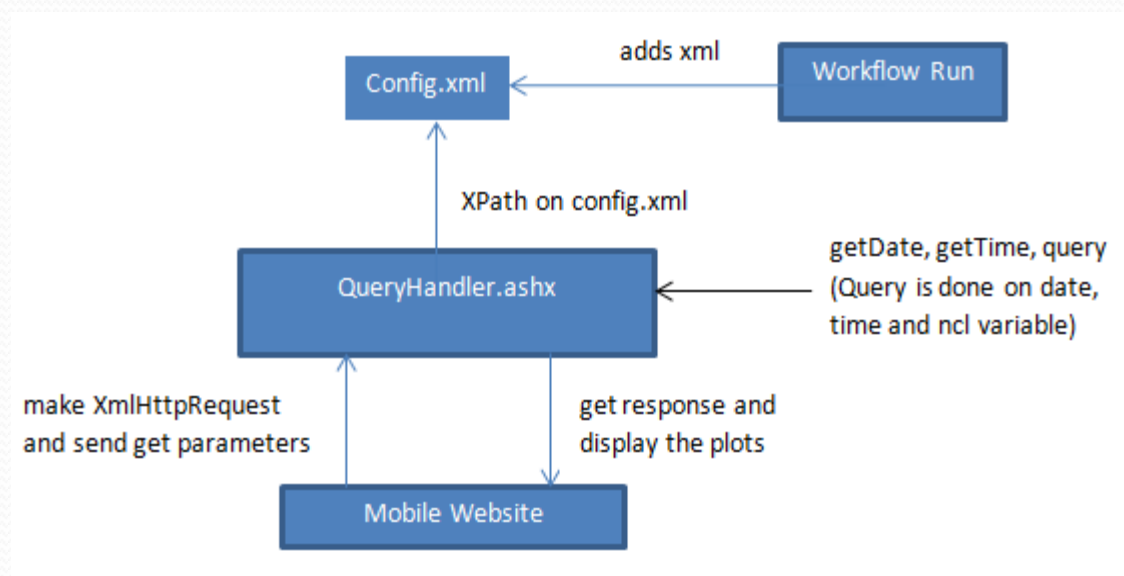 adds xml
Workflow Run
Config.xml
XPath on config.xml
getDate, getTime, query
(Query is done on date,
time and ncl variable)
QueryHandler.ashx
make XmlHttpRequest
and send get parameters
get response and
display the plots
Mobile Website